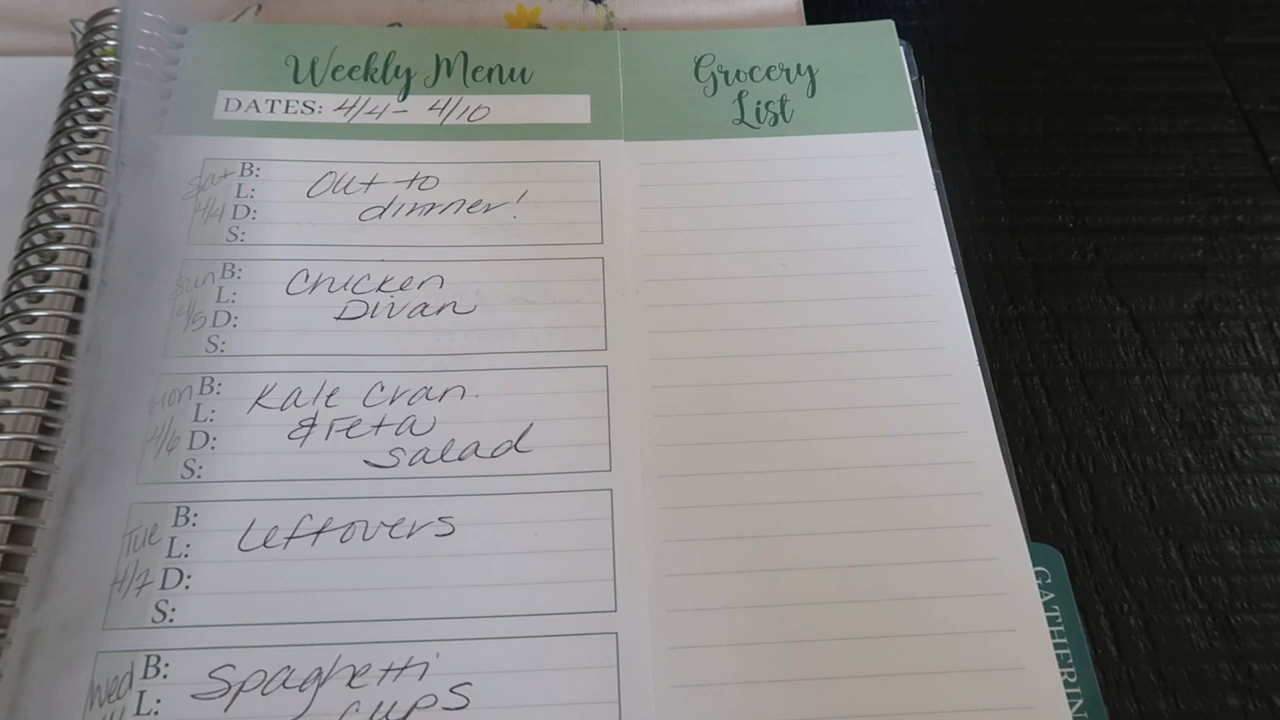 Weekly Menu
DATES: 4/4- 4/10
Grocery
List
Sat
4/4
B:
L:
D:
S:
Out to
dinner!
Sun
4/5
B:
L:
D:
S:
Chicken
Divan
Mon
4/6
B:
L:
D:
S:
Kale Cran.
& Feta
Salad
Tue
4/7
B:
L:
D:
S:
Leftovers
Wed
B:
L:
Spaghetti
cups
GATHERIN